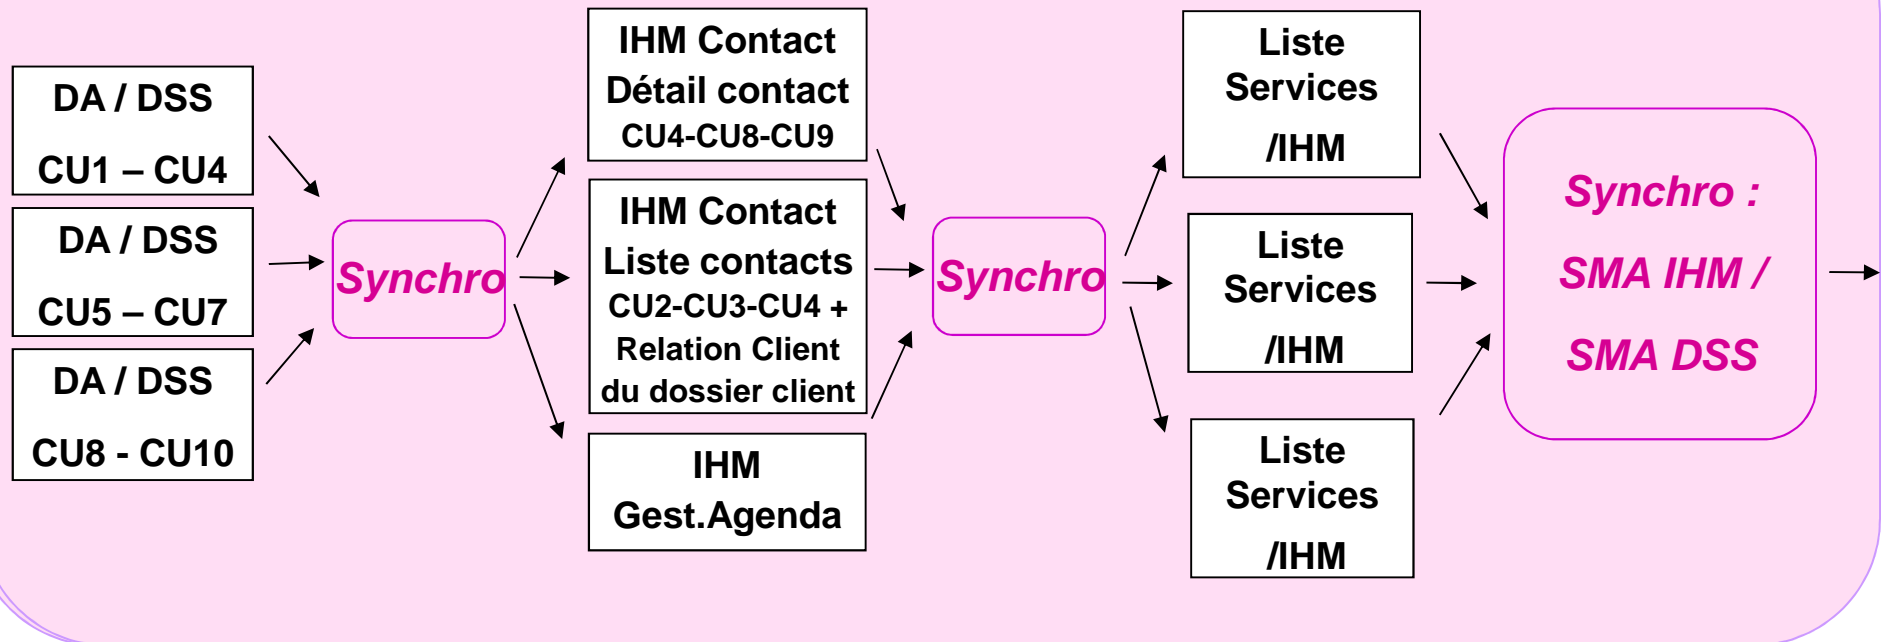 DA / DSS
CU1 – CU4
DA / DSS
CU5 – CU7
DA / DSS
CU8 - CU10
Synchro
IHM Contact
Détail contact
CU4-CU8-CU9
IHM Contact
Liste contacts
CU2-CU3-CU4 +
Relation Client
du dossier client
IHM
Gest.Agenda
Synchro
Liste
Services
/IHM
Liste
Services
/IHM
Liste
Services
/IHM
Synchro :
SMA IHM /
SMA DSS